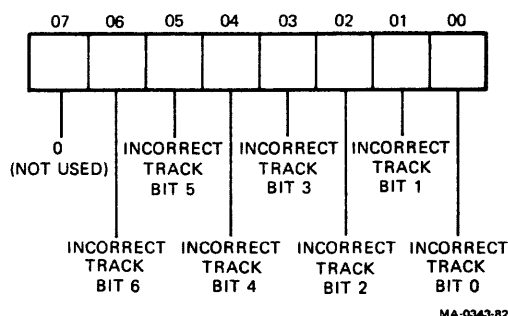 07 06 05 04 03 02 01 00
0 INCORRECT INCORRECT INCORRECT
(NOT USED) TRACK TRACK TRACK
BIT 5 BIT 3 BIT 1
INCORRECT INCORRECT INCORRECT INCORRECT
TRACK TRACK TRACK TRACK
BIT 6 BIT 4 BIT 2 BIT 0
MA-0343-82